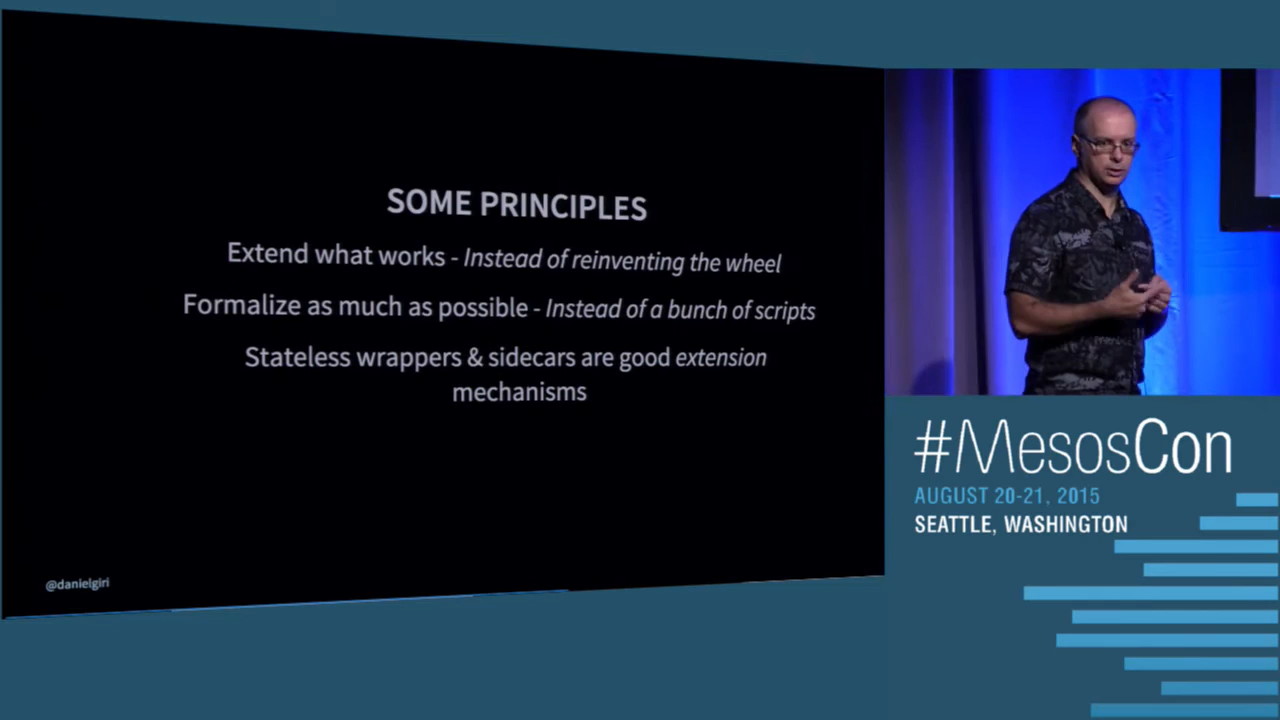 SOME PRINCIPLES
Extend what works - Instead of reinventing the wheel
Formalize as much as possible - Instead of a bunch of scripts
Stateless wrappers & sidecars are good extension
mechanisms
@danielgiri
#MesosCon
AUGUST 20-21, 2015
SEATTLE, WASHINGTON